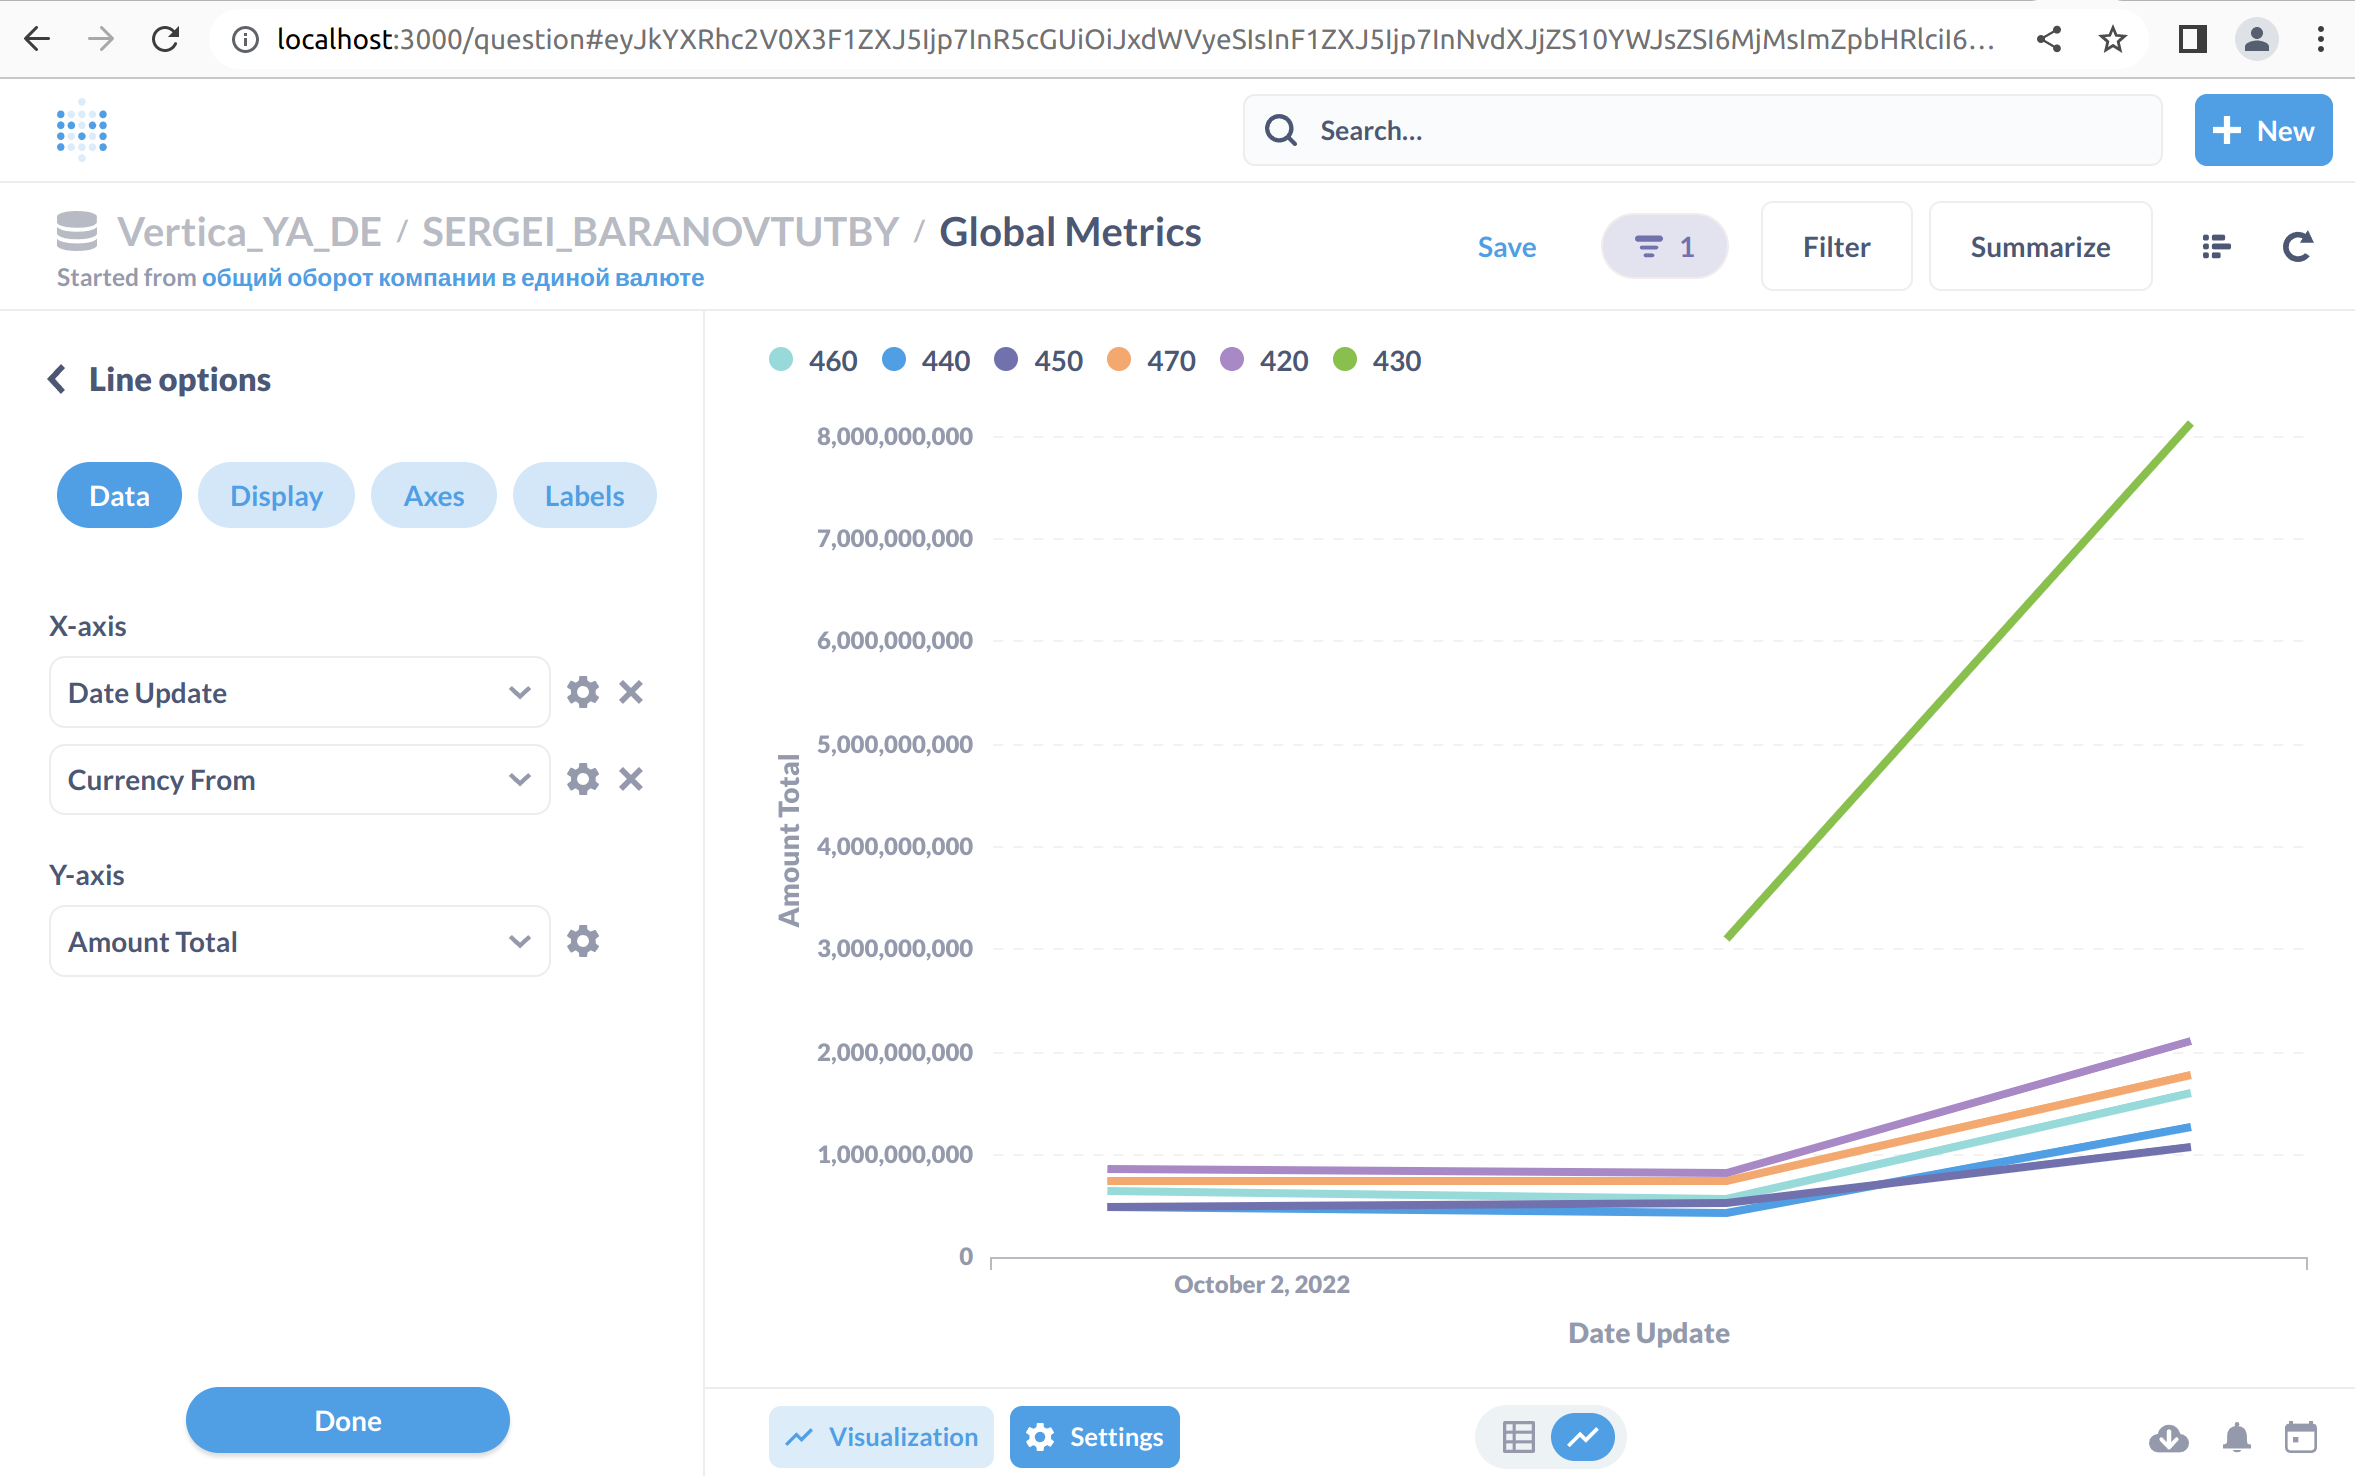 localhost:3000/question#eyJkYXRhc2V0X3F1ZXJ5Ijp7InR5cGUiOiJxdWVyeSIsInF1ZXJ5Ijp7InNvdXJjZS10YWJsZSI6MjMsImZpbHRlciI6...
Search...
New
Vertica_YA_DE / SERGEI_BARANOVTUTBY / Global Metrics
Started from общий оборот компании в единой валюте
Save
1
Filter
Summarize
Line options
Data Display Axes Labels
X-axis
Date Update
Currency From
Y-axis
Amount Total
Done
460 440 450 470 420 430
8,000,000,000
7,000,000,000
6,000,000,000
5,000,000,000
4,000,000,000
3,000,000,000
2,000,000,000
1,000,000,000
0
Amount Total
October 2, 2022
Date Update
Visualization
Settings